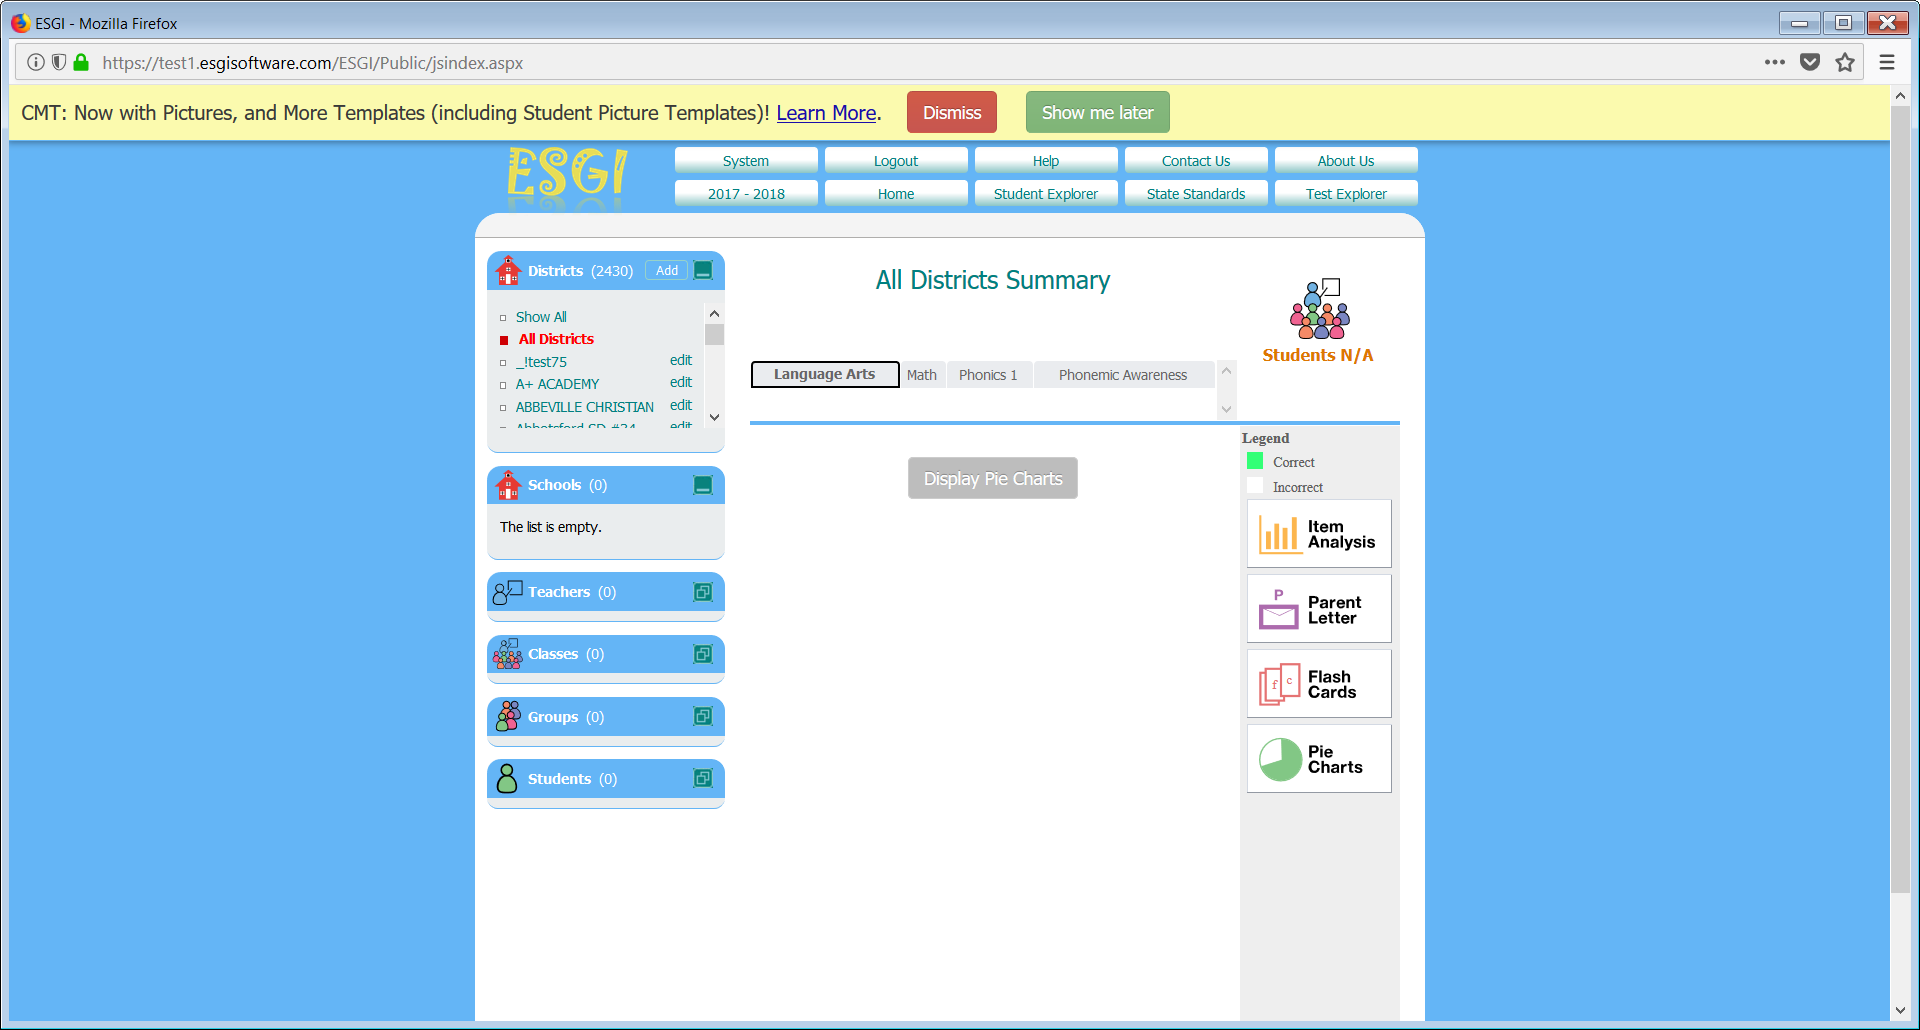 ESGI - Mozilla Firefox
https://test1.esgisoftware.com/ESGI/Public/jsindex.aspx
CMT: Now with Pictures, and More Templates (including Student Picture Templates)! Learn More. Dismiss Show me later
ESGI
System Logout Help Contact Us About Us
2017 - 2018 Home Student Explorer State Standards Test Explorer
Districts (2430) Add
Show All
All Districts
_!test75 edit
A+ ACADEMY edit
ABBEVILLE CHRISTIAN edit
Abbotsford SD #34 edit
Schools (0)
The list is empty.
Teachers (0)
Classes (0)
Groups (0)
Students (0)
All Districts Summary
Students N/A
Language Arts Math Phonics 1 Phonemic Awareness
Display Pie Charts
Legend
Correct
Incorrect
Item
Analysis
P
Parent
Letter
f c
Flash
Cards
Pie
Charts